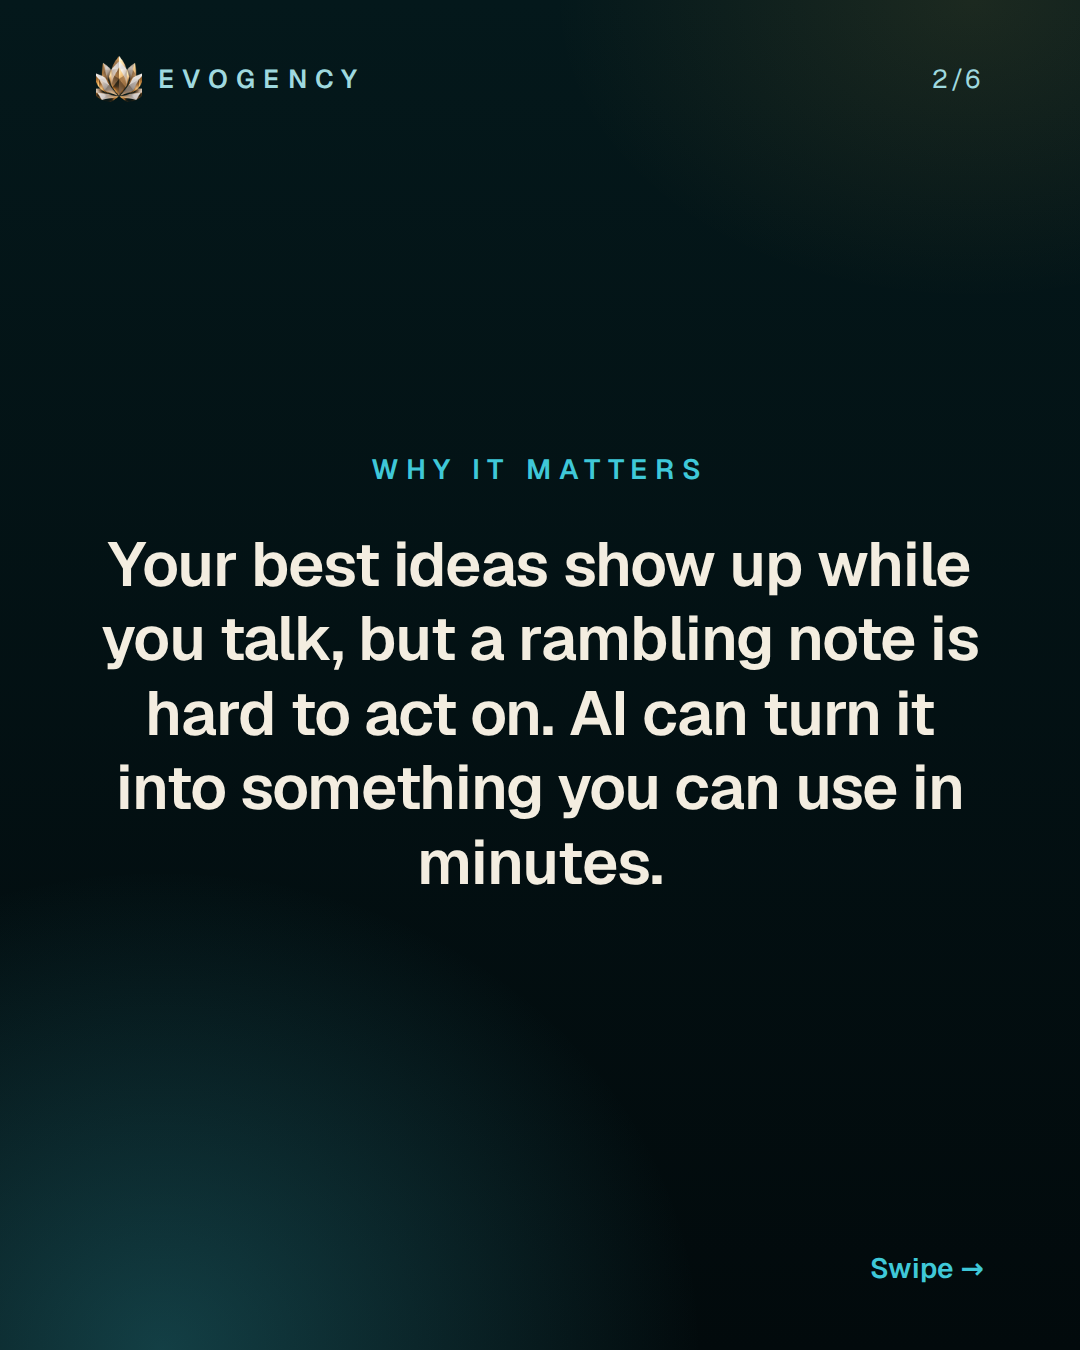 EVOGENCY
2/6
WHY IT MATTERS
Your best ideas show up while
you talk, but a rambling note is
hard to act on. AI can turn it
into something you can use in
minutes.
Swipe →